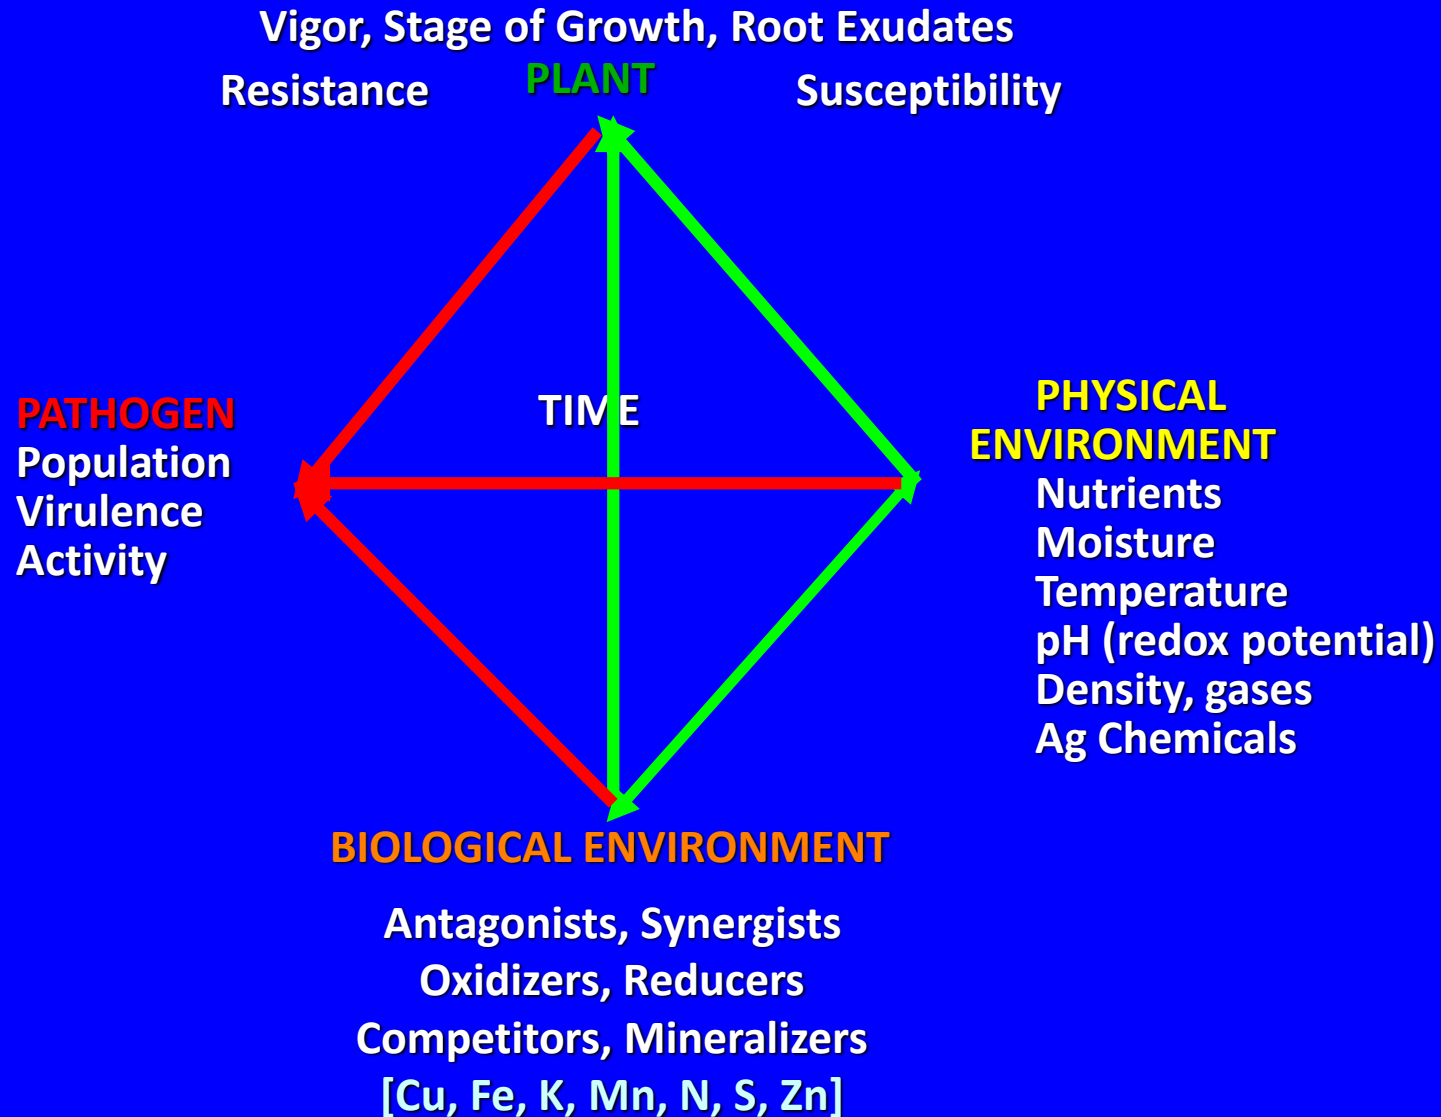 Vigor, Stage of Growth, Root Exudates
PLANT
Resistance
Susceptibility
TIME
PATHOGEN
Population
Virulence
Activity
PHYSICAL
ENVIRONMENT
Nutrients
Moisture
Temperature
pH (redox potential)
Density, gases
Ag Chemicals
BIOLOGICAL ENVIRONMENT
Antagonists, Synergists
Oxidizers, Reducers
Competitors, Mineralizers
[Cu, Fe, K, Mn, N, S, Zn]